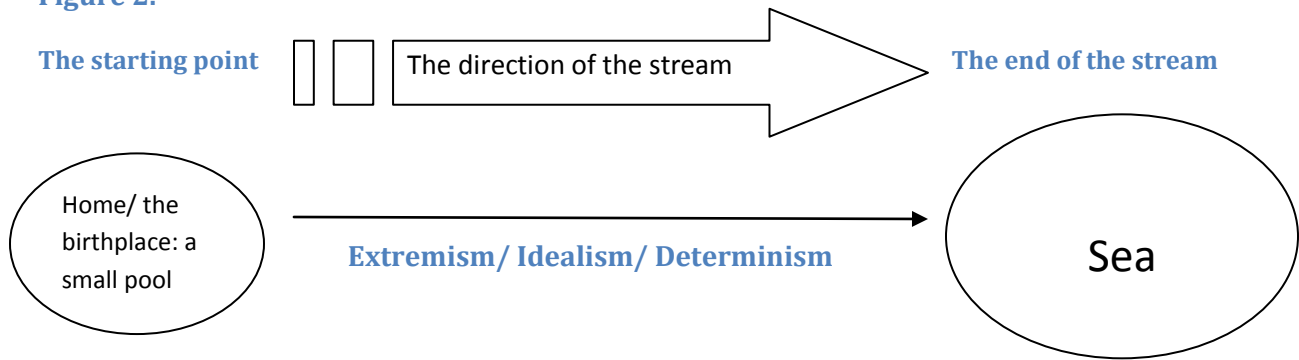 Figure 2:
The starting point
The direction of the stream
The end of the stream
Home/ the
birthplace: a
small pool
Extremism/ Idealism/ Determinism
Sea